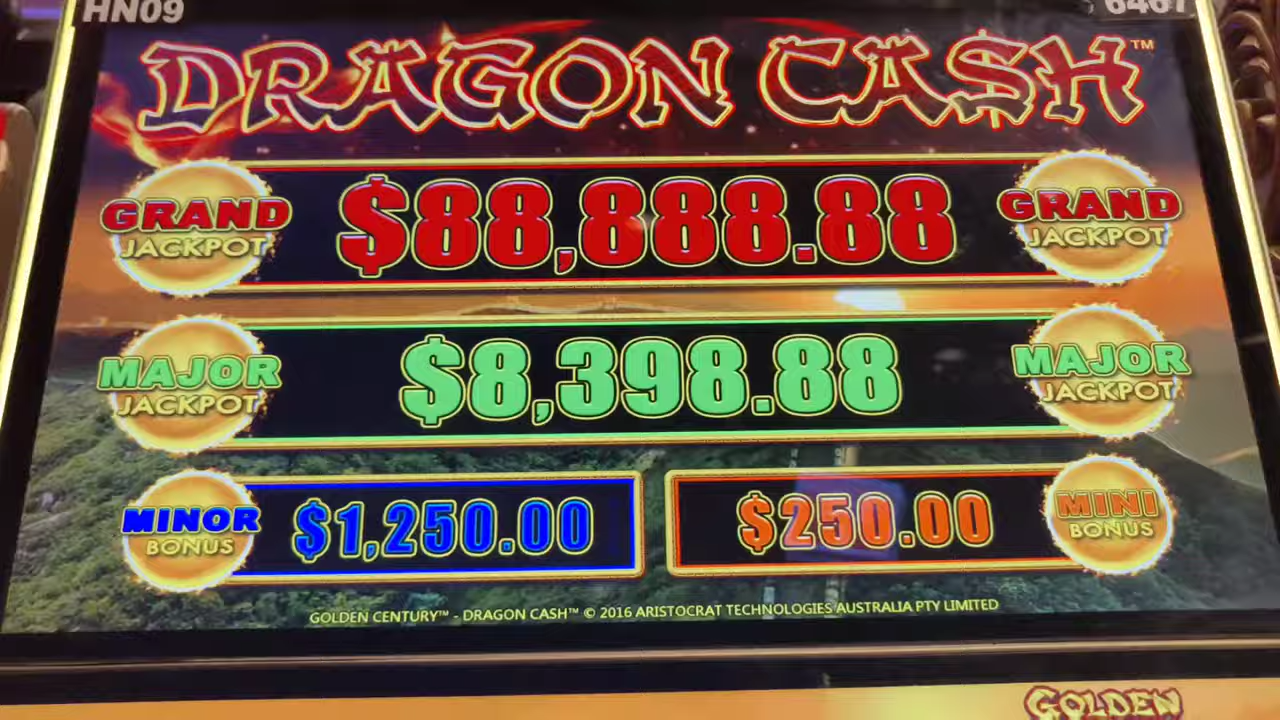 HN09
6461
DRAGON CASH™
GRAND JACKPOT
$88,888.88
GRAND JACKPOT
MAJOR JACKPOT
$8,398.88
MAJOR JACKPOT
MINOR BONUS
$1,250.00
$250.00
MINI BONUS
GOLDEN CENTURY™ - DRAGON CASH™ © 2016 ARISTOCRAT TECHNOLOGIES AUSTRALIA PTY LIMITED
GOLDEN